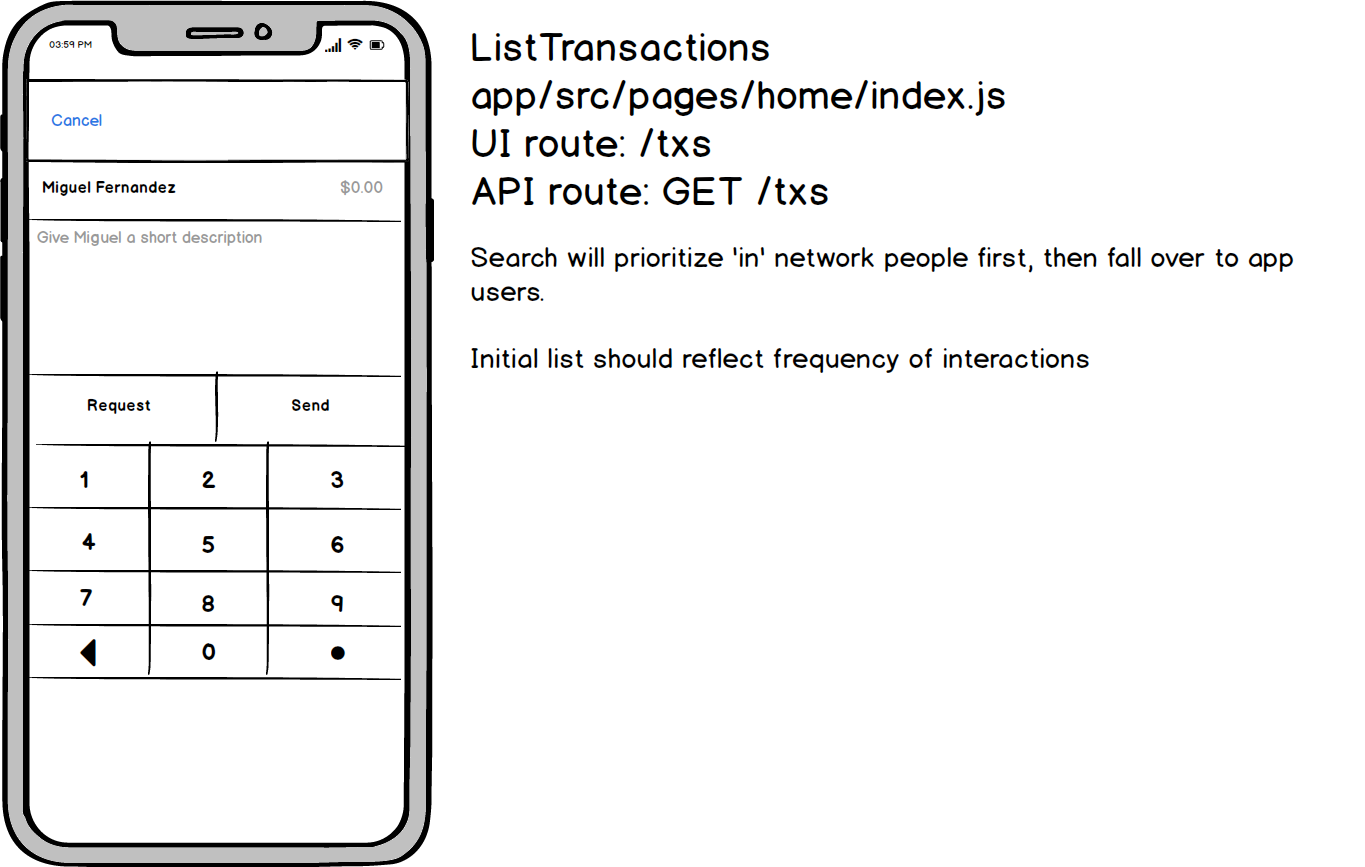 03:59 PM
Cancel
Miguel Fernandez $0.00
Give Miguel a short description
Request Send
1 2 3
4 5 6
7 8 9
0
ListTransactions
app/src/pages/home/index.js
UI route: /txs
API route: GET /txs
Search will prioritize 'in' network people first, then fall over to app
users.
Initial list should reflect frequency of interactions